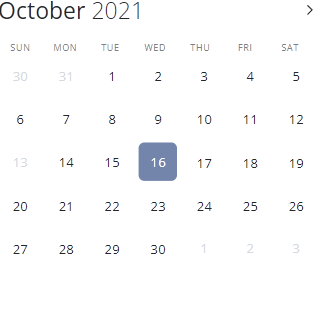 October 2021
SUN MON TUE WED THU FRI SAT
30 31 1 2 3 4 5
6 7 8 9 10 11 12
13 14 15 16 17 18 19
20 21 22 23 24 25 26
27 28 29 30 1 2 3